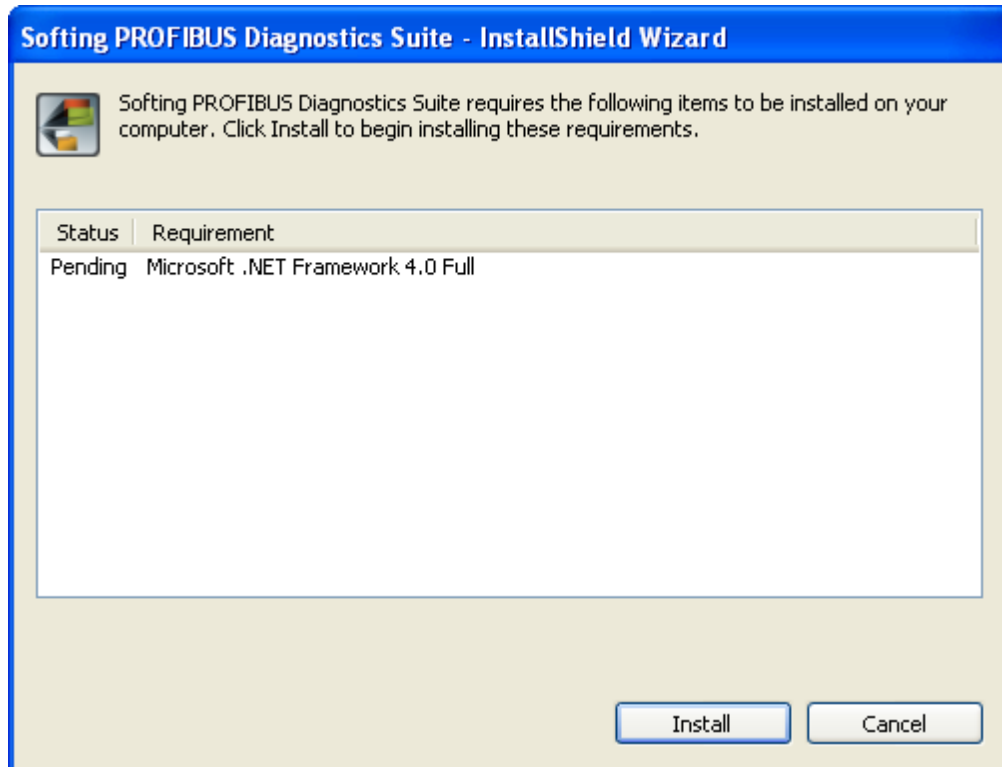 Softing PROFIBUS Diagnostics Suite - InstallShield Wizard
Softing PROFIBUS Diagnostics Suite requires the following items to be installed on your
computer. Click Install to begin installing these requirements.
Status Requirement
Pending Microsoft .NET Framework 4.0 Full
Install Cancel